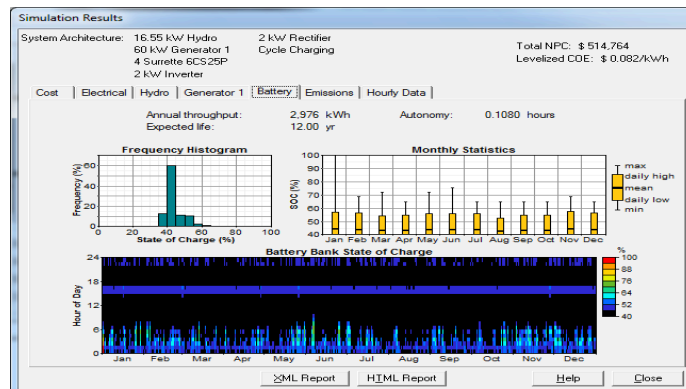 Simulation Results
System Architecture: 16.55 kW Hydro 2 kW Rectifier
60 kW Generator 1 Cycle Charging
4 Surrette 6CS25P
2 kW Inverter
Total NPC: $ 514,764
Levelized COE: $ 0.082/kWh
Cost Electrical Hydro Generator 1 Battery Emissions Hourly Data
Annual throughput: 2,976 kWh Autonomy: 0.1080 hours
Expected life: 12.00 yr
Frequency Histogram
Frequency (%)
60
40
20
0
0 20 40 60 80 100
State of Charge (%)
Monthly Statistics
SOC (%)
100
90
80
70
60
50
40
Jan Feb Mar Apr May Jun Jul Aug Sep Oct Nov Dec
max
daily high
mean
daily low
min
Battery Bank State of Charge
Hour of Day
24
18
12
6
0
Jan Feb Mar Apr May Jun Jul Aug Sep Oct Nov Dec
%
100
88
76
64
52
40
XML Report HTML Report Help Close